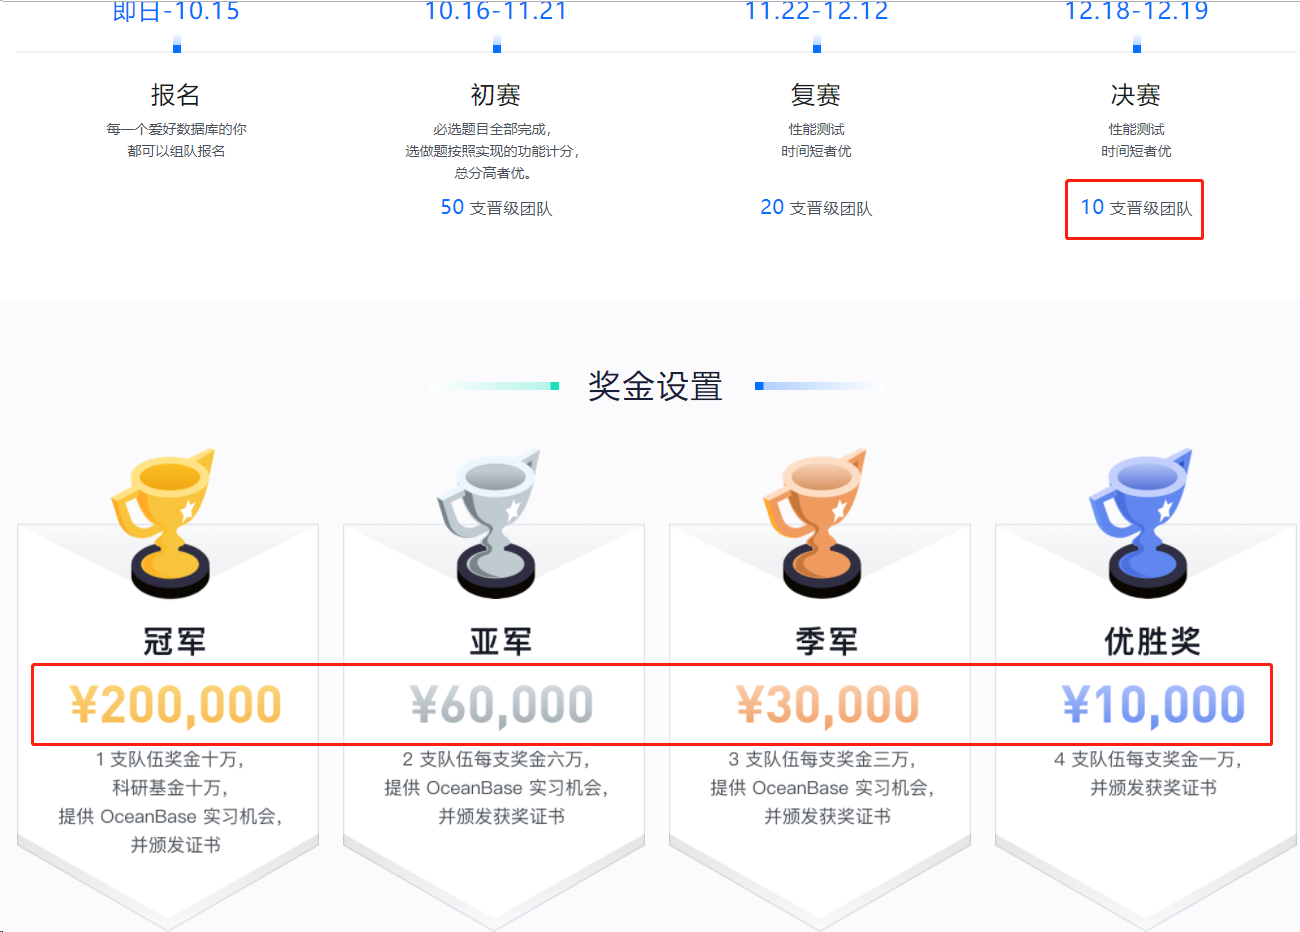 即日-10.15
10.16-11.21
11.22-12.12
12.18-12.19
报名
每一个爱好数据库的你
都可以组队报名
初赛
必选题目全部完成，
选做题按照实现的功能计分，
总分高者优。
50 支晋级团队
复赛
性能测试
时间短者优
20 支晋级团队
决赛
性能测试
时间短者优
10 支晋级团队
奖金设置
冠军
¥200,000
1 支队伍奖金十万，
科研基金十万，
提供 OceanBase 实习机会，
并颁发证书
亚军
¥60,000
2 支队伍每支奖金六万，
提供 OceanBase 实习机会，
并颁发获奖证书
季军
¥30,000
3 支队伍每支奖金三万，
提供 OceanBase 实习机会，
并颁发获奖证书
优胜奖
¥10,000
4 支队伍每支奖金一万，
并颁发获奖证书